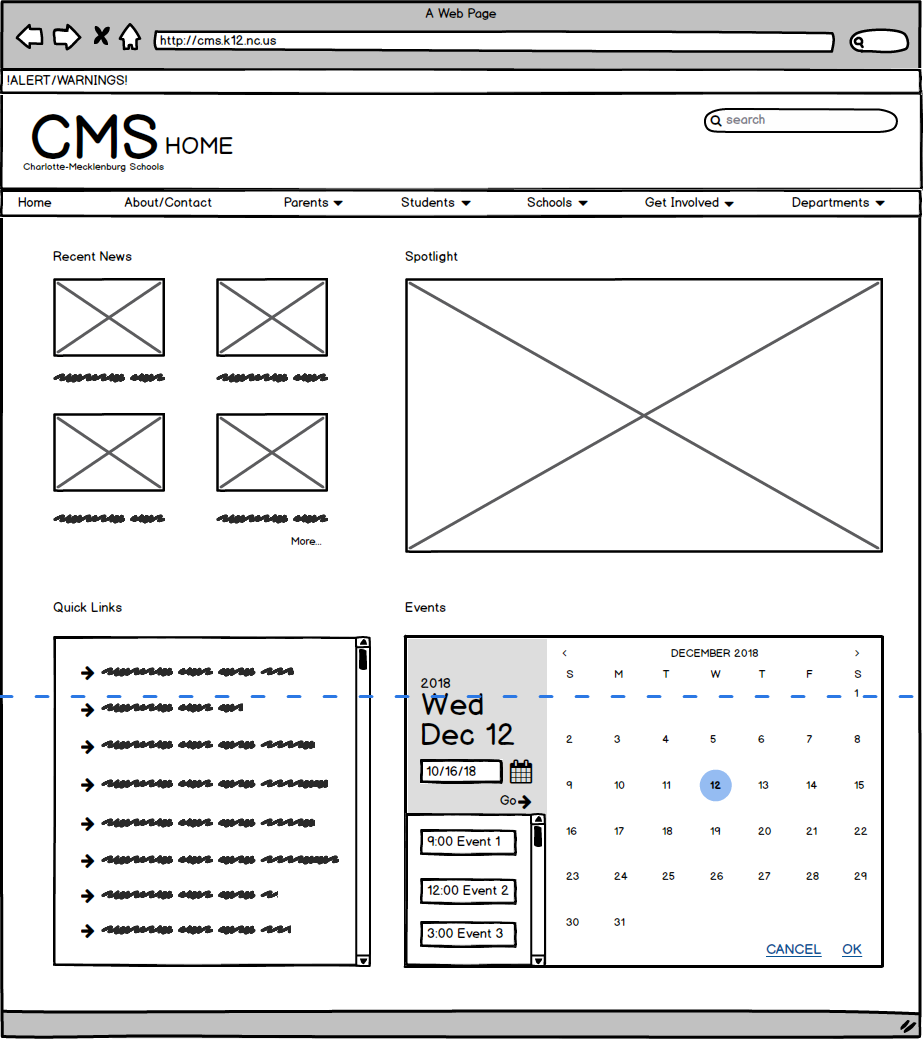 A Web Page
http://cms.k12.nc.us
!ALERT/WARNINGS!
CMS HOME
Charlotte-Mecklenburg Schools
search
Home About/Contact Parents Students Schools Get Involved Departments
Recent News
Spotlight
More...
Quick Links
Events
2018
Wed
Dec 12
10/16/18
Go
9:00 Event 1
12:00 Event 2
3:00 Event 3
< DECEMBER 2018 >
S M T W T F S
1
2 3 4 5 6 7 8
9 10 11 12 13 14 15
16 17 18 19 20 21 22
23 24 25 26 27 28 29
30 31
CANCEL OK